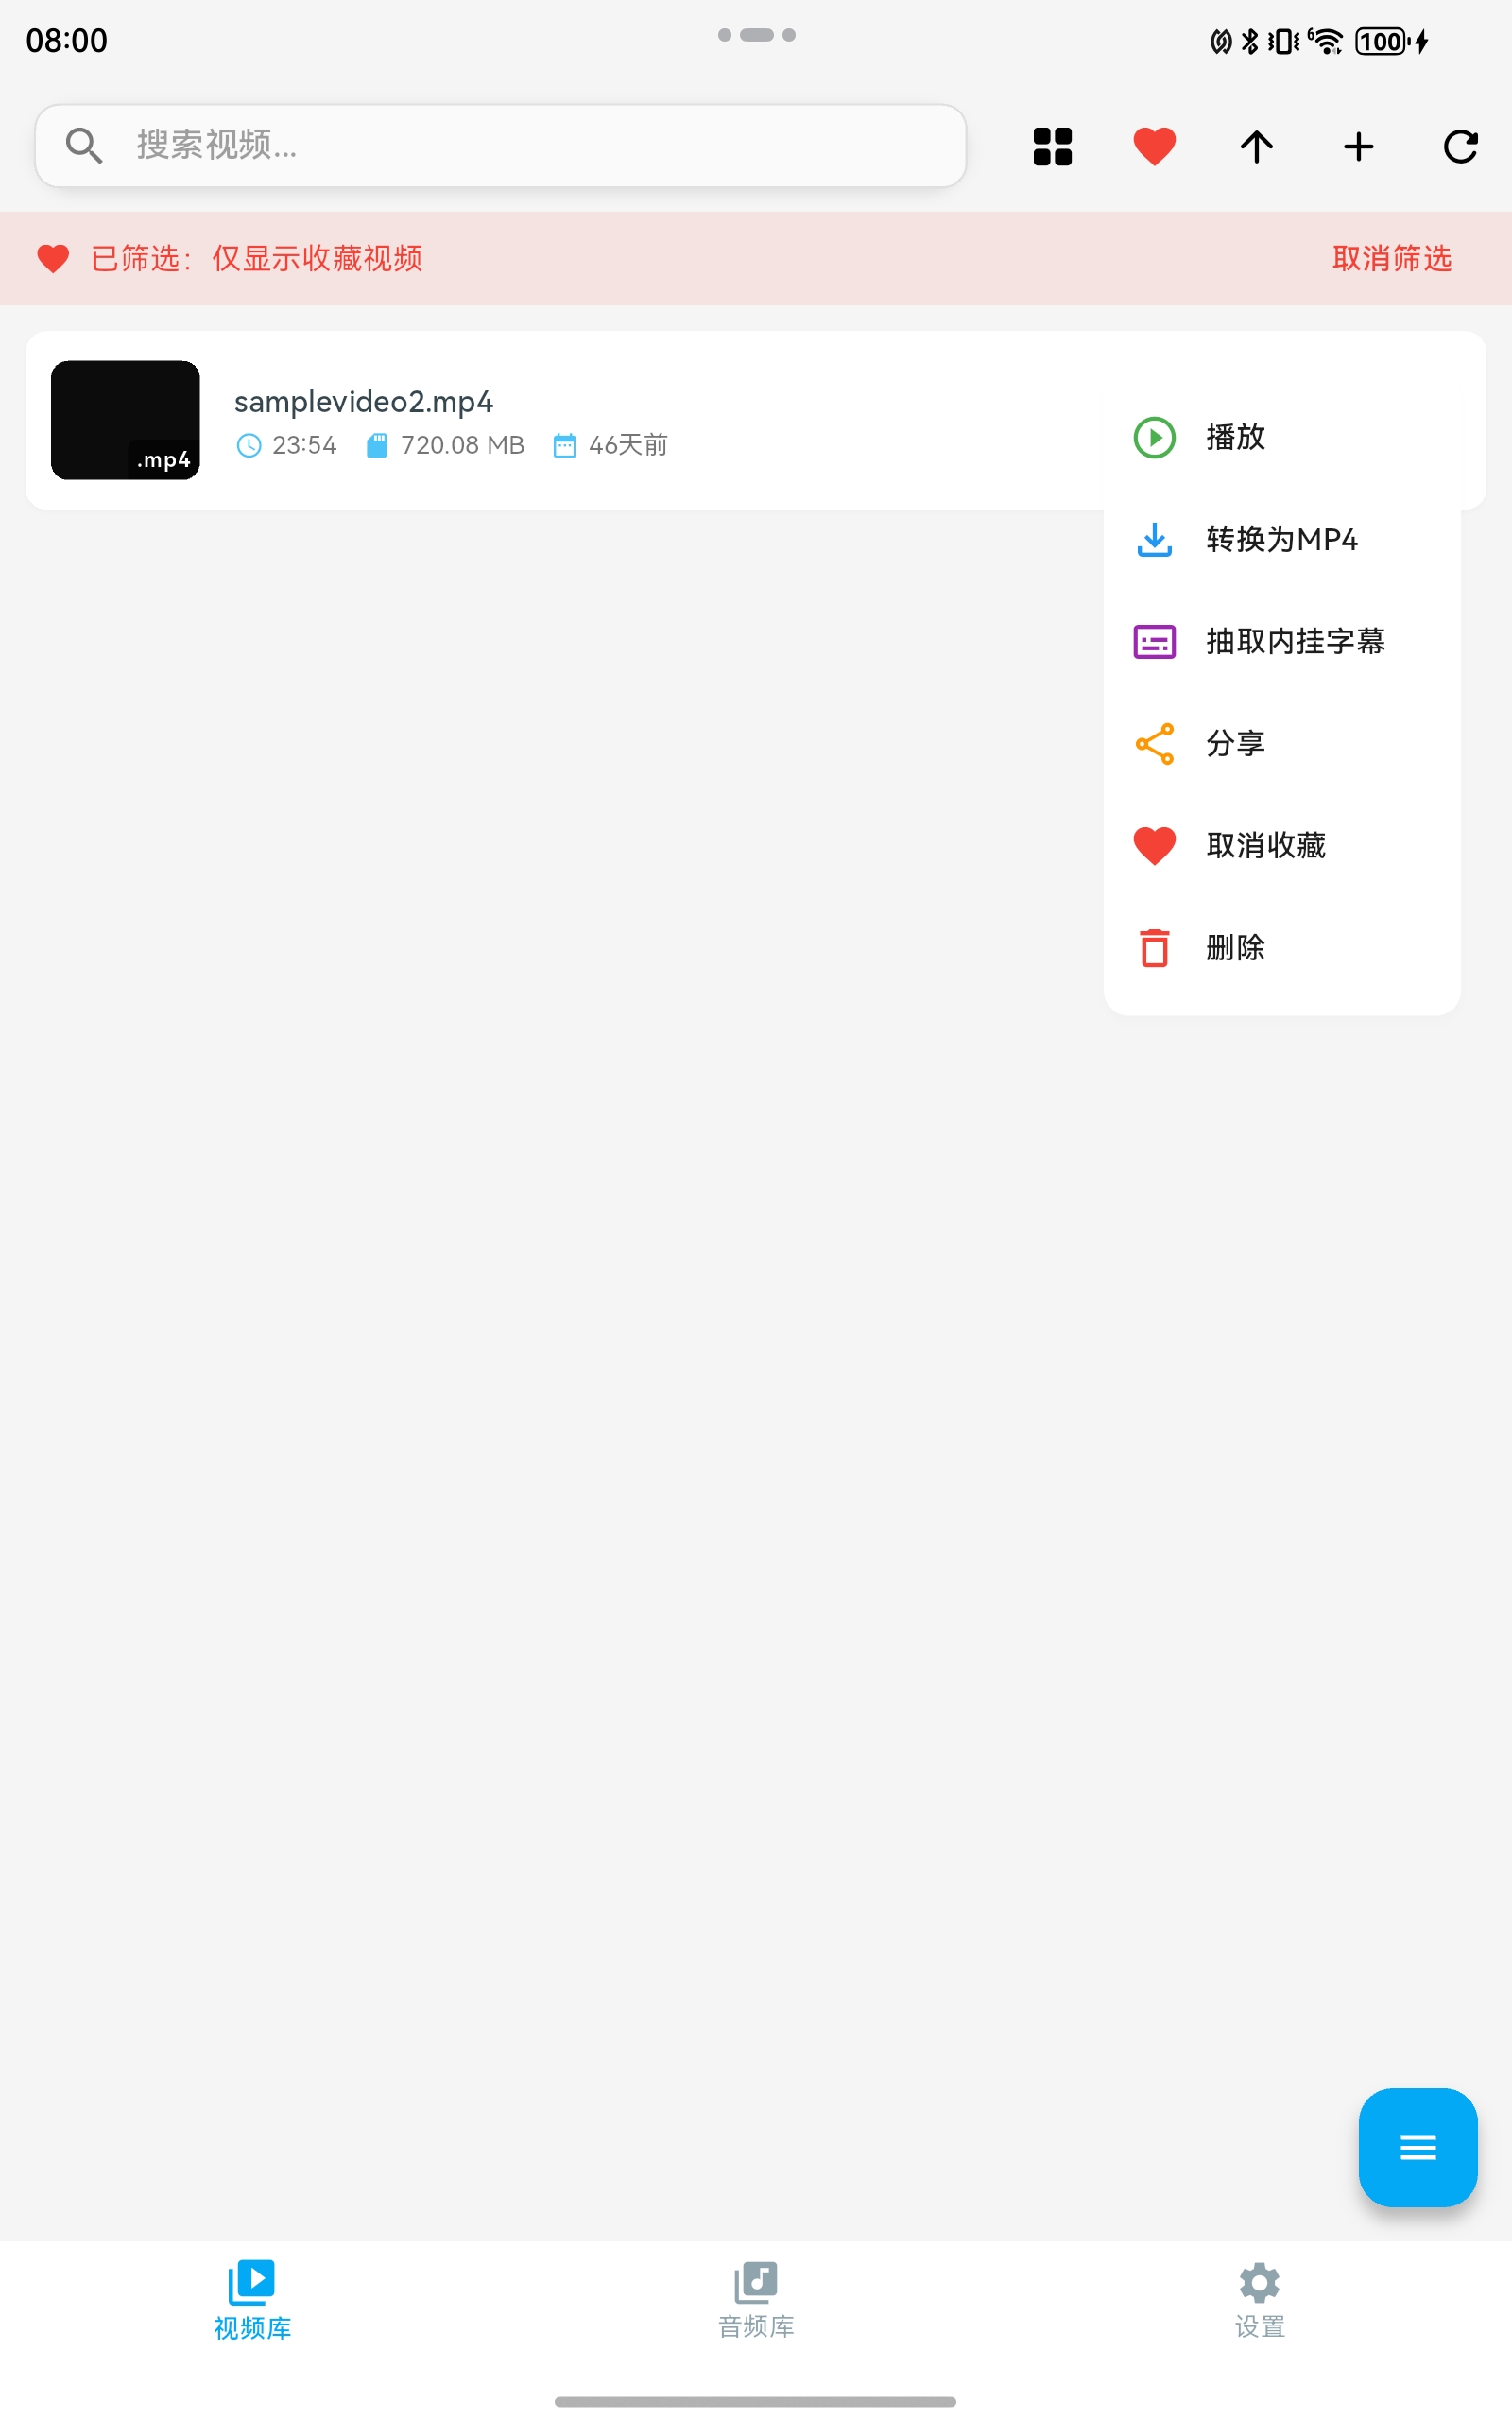 08:00
6
100
搜索视频...
已筛选：仅显示收藏视频
取消筛选
.mp4
samplevideo2.mp4
23:54 720.08 MB 46天前
播放
转换为MP4
抽取内挂字幕
分享
取消收藏
删除
视频库
音频库
设置